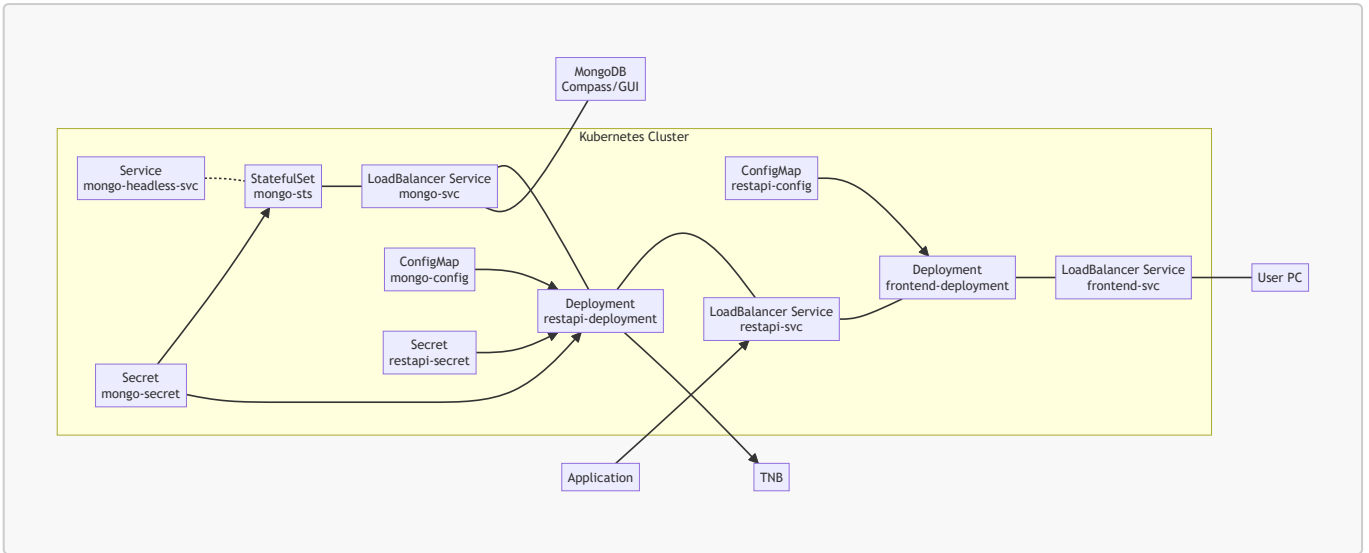 MongoDB
Compass/GUI
Kubernetes Cluster
Service
mongo-headless-svc
StatefulSet
mongo-sts
LoadBalancer Service
mongo-svc
ConfigMap
restapi-config
ConfigMap
mongo-config
Deployment
restapi-deployment
Deployment
frontend-deployment
LoadBalancer Service
frontend-svc
User PC
LoadBalancer Service
restapi-svc
Secret
restapi-secret
Secret
mongo-secret
Application
TNB